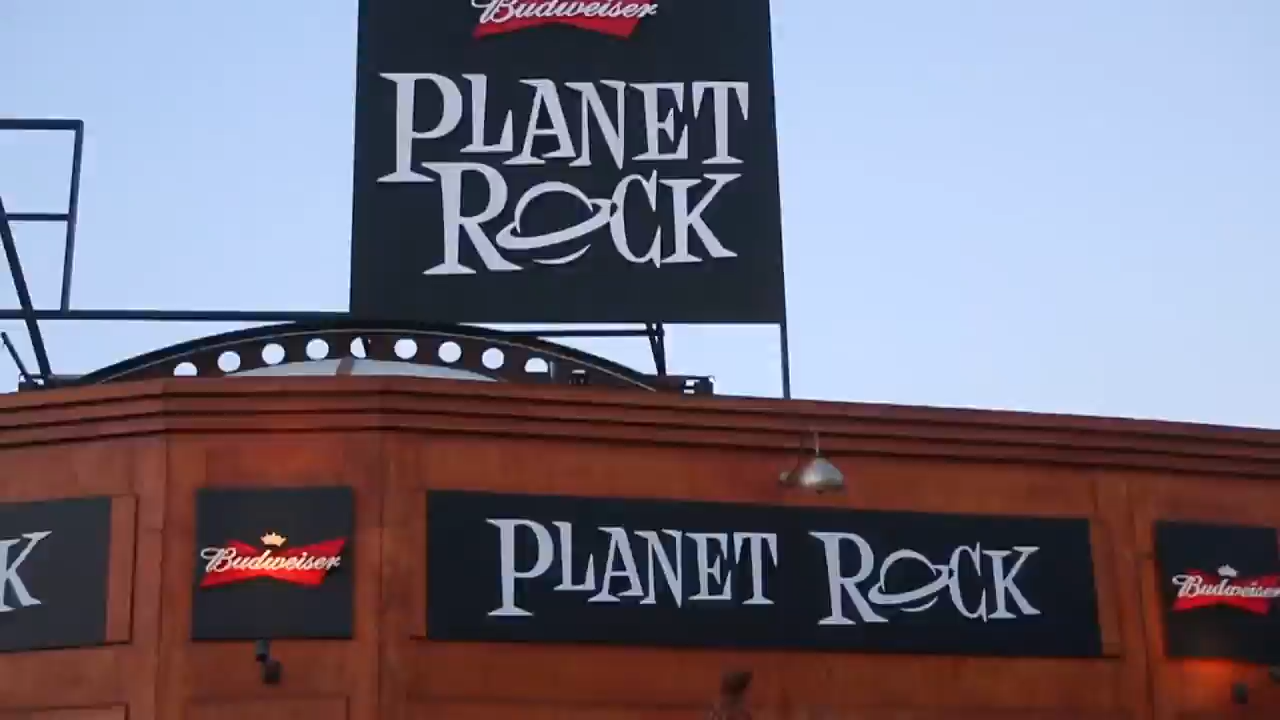 Budweiser
PLANET
ROCK
K
Budweiser
PLANET ROCK
Budweiser